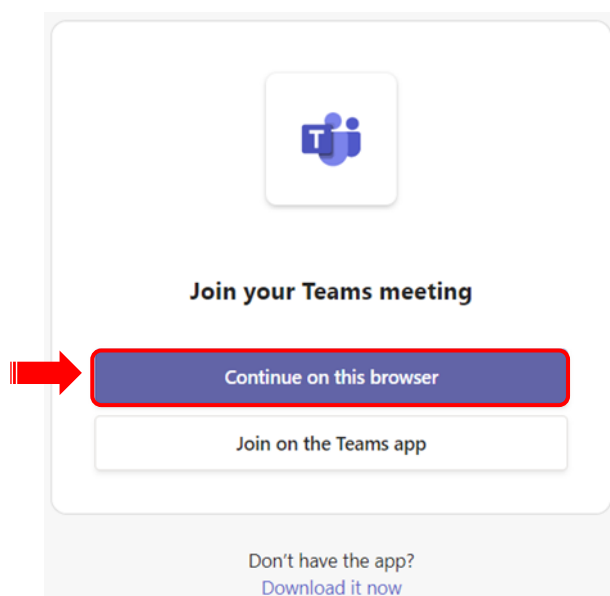 T
Join your Teams meeting
Continue on this browser
Join on the Teams app
Don't have the app?
Download it now